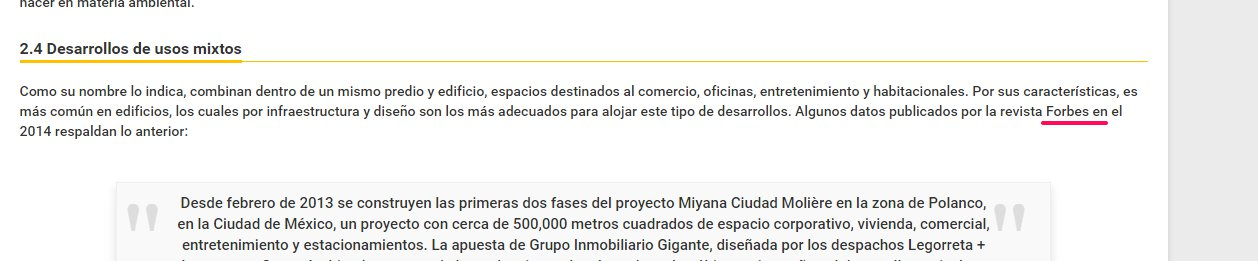 hacer en materia ambiental.
2.4 Desarrollos de usos mixtos
Como su nombre lo indica, combinan dentro de un mismo predio y edificio, espacios destinados al comercio, oficinas, entretenimiento y habitacionales. Por sus características, es
más común en edificios, los cuales por infraestructura y diseño son los más adecuados para alojar este tipo de desarrollos. Algunos datos publicados por la revista Forbes en el
2014 respaldan lo anterior:
" Desde febrero de 2013 se construyen las primeras dos fases del proyecto Miyana Ciudad Molière en la zona de Polanco, "
en la Ciudad de México, un proyecto con cerca de 500,000 metros cuadrados de espacio corporativo, vivienda, comercial,
entretenimiento y estacionamientos. La apuesta de Grupo Inmobiliario Gigante, diseñada por los despachos Legorreta +